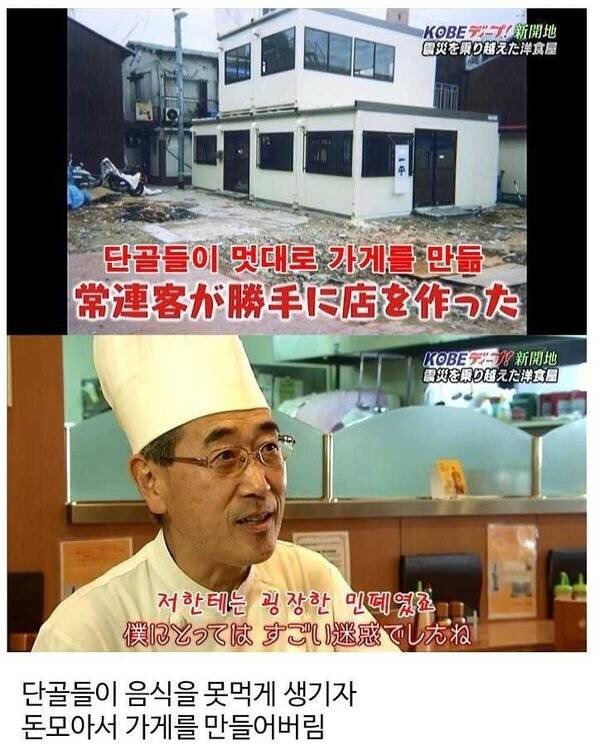 KOBEディープ!新開地
震災を乗り越えた洋食屋
一平
단골들이 멋대로 가게를 만듦
常連客が勝手に店を作った
KOBEディープ!新開地
震災を乗り越えた洋食屋
저한테는 굉장한 민폐였죠
僕にとっては すごい迷惑でしたね
단골들이 음식을 못먹게 생기자
돈모아서 가게를 만들어버림